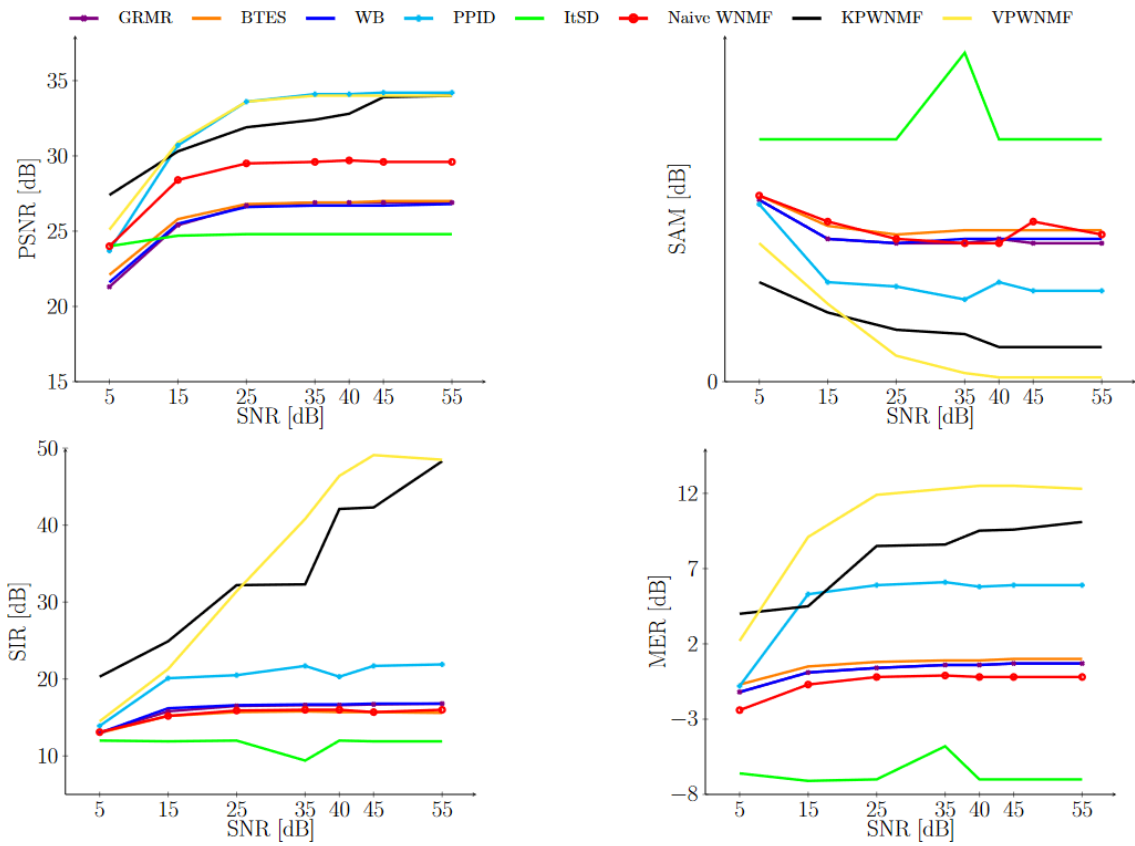 GRMR BTES WB PPID ItSD Naive WNMF KPWNMF VPWNMF
PSNR [dB]
35
30
25
20
15
5 15 25 35 40 45 55
SNR [dB]
SAM [dB]
0
5 15 25 35 40 45 55
SNR [dB]
SIR [dB]
50
40
30
20
10
5 15 25 35 40 45 55
SNR [dB]
MER [dB]
12
7
2
−3
−8
5 15 25 35 40 45 55
SNR [dB]